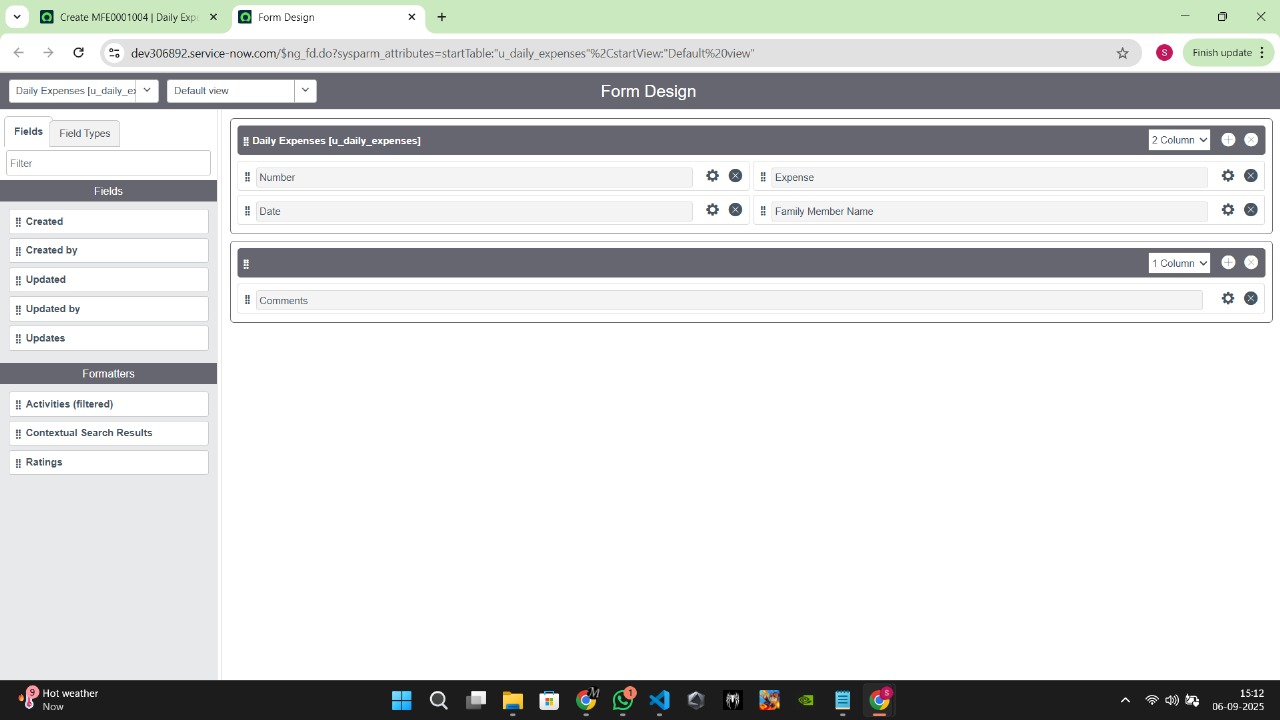 Create MFE0001004 | Daily Expe
Form Design
dev306892.service-now.com/$ng_fd.do?sysparm_attributes=startTable:"u_daily_expenses"%2CstartView:"Default%20view"
S
Finish update
Daily Expenses [u_daily_ex
Default view
Form Design
Fields
Field Types
Filter
Fields
Created
Created by
Updated
Updated by
Updates
Formatters
Activities (filtered)
Contextual Search Results
Ratings
Daily Expenses [u_daily_expenses]
2 Column
Number
Expense
Date
Family Member Name
1 Column
Comments
9
Hot weather
Now
M
1
S
15:12
06-09-2025